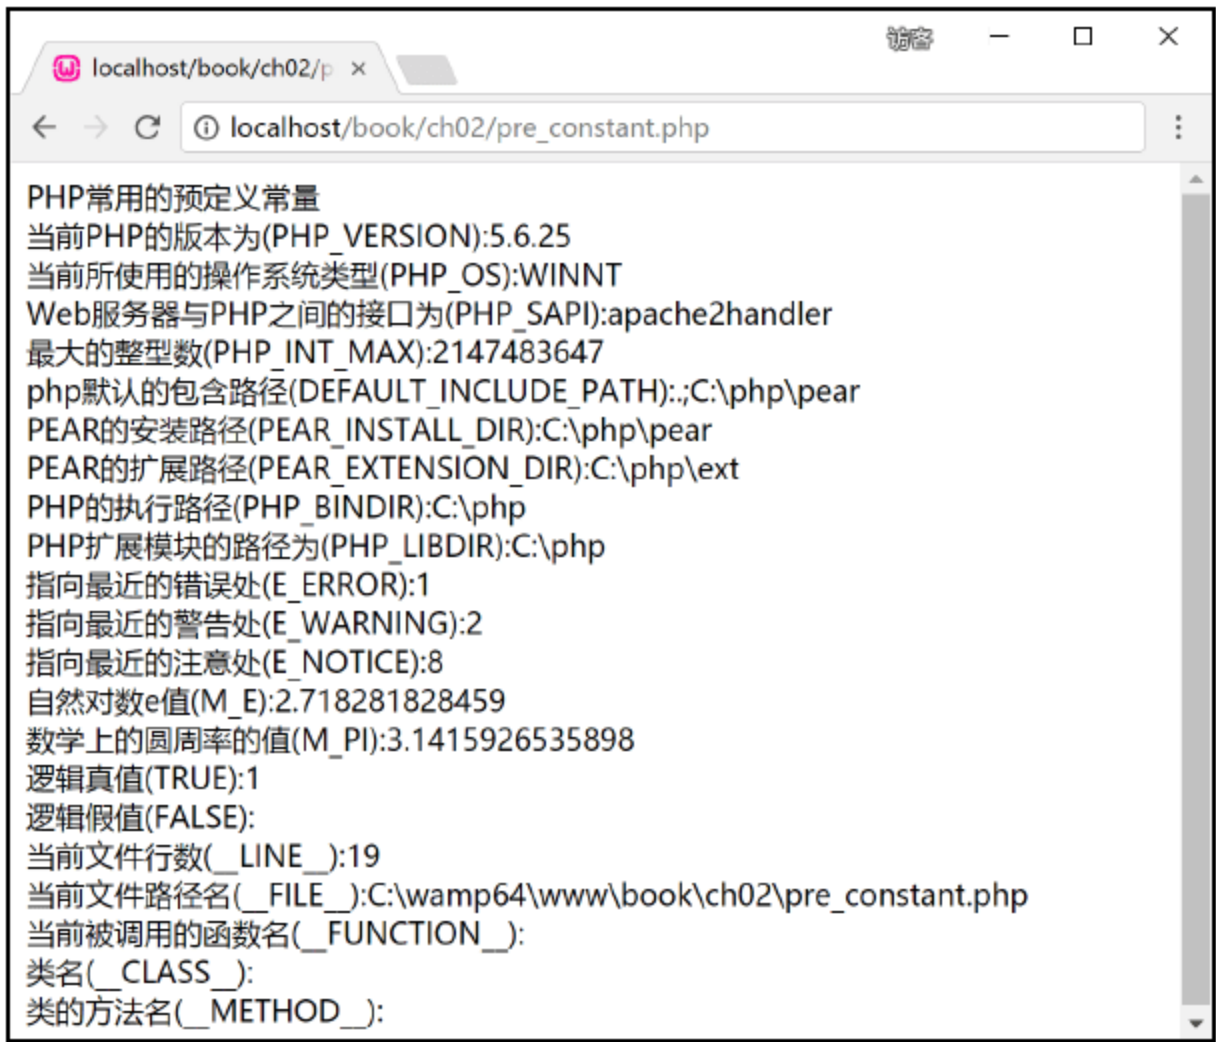 访客
localhost/book/ch02/p
localhost/book/ch02/pre_constant.php
PHP常用的预定义常量
当前PHP的版本为(PHP_VERSION):5.6.25
当前所使用的操作系统类型(PHP_OS):WINNT
Web服务器与PHP之间的接口为(PHP_SAPI):apache2handler
最大的整型数(PHP_INT_MAX):2147483647
php默认的包含路径(DEFAULT_INCLUDE_PATH):.;C:\php\pear
PEAR的安装路径(PEAR_INSTALL_DIR):C:\php\pear
PEAR的扩展路径(PEAR_EXTENSION_DIR):C:\php\ext
PHP的执行路径(PHP_BINDIR):C:\php
PHP扩展模块的路径为(PHP_LIBDIR):C:\php
指向最近的错误处(E_ERROR):1
指向最近的警告处(E_WARNING):2
指向最近的注意处(E_NOTICE):8
自然对数e值(M_E):2.718281828459
数学上的圆周率的值(M_PI):3.1415926535898
逻辑真值(TRUE):1
逻辑假值(FALSE):
当前文件行数(__LINE__):19
当前文件路径名(__FILE__):C:\wamp64\www\book\ch02\pre_constant.php
当前被调用的函数名(__FUNCTION__):
类名(__CLASS__):
类的方法名(__METHOD__):